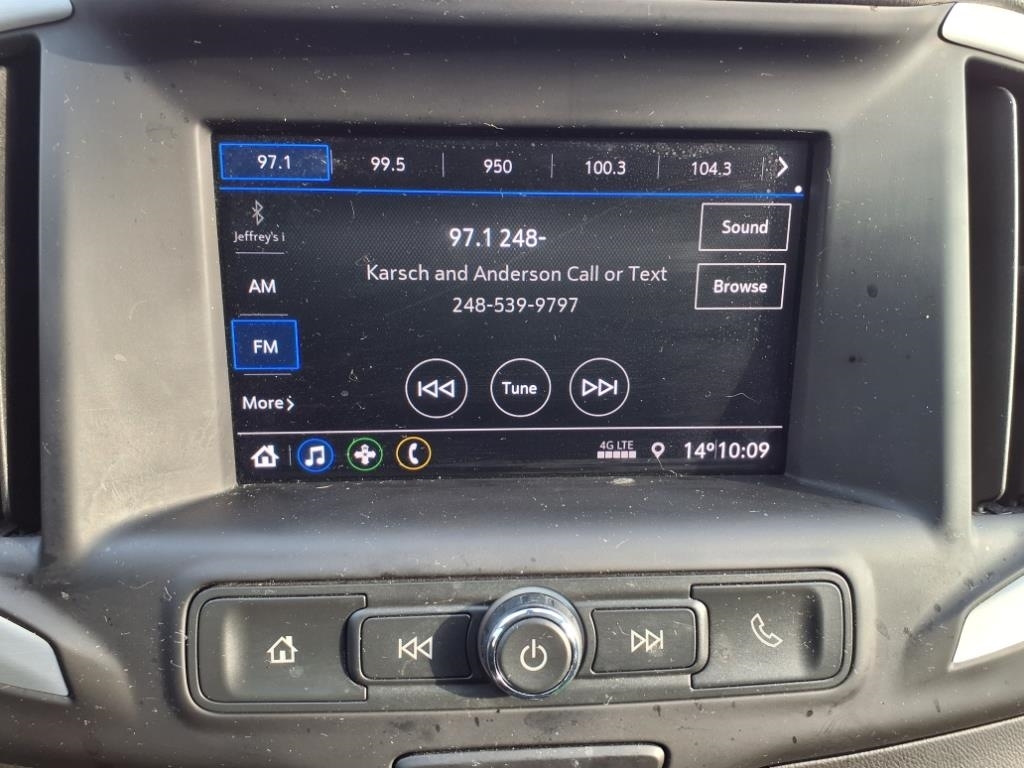 97.1 99.5 950 100.3 104.3
Jeffrey's i
AM
FM
More
97.1 248-
Karsch and Anderson Call or Text
248-539-9797
Sound
Browse
Tune
4G LTE
14° 10:09